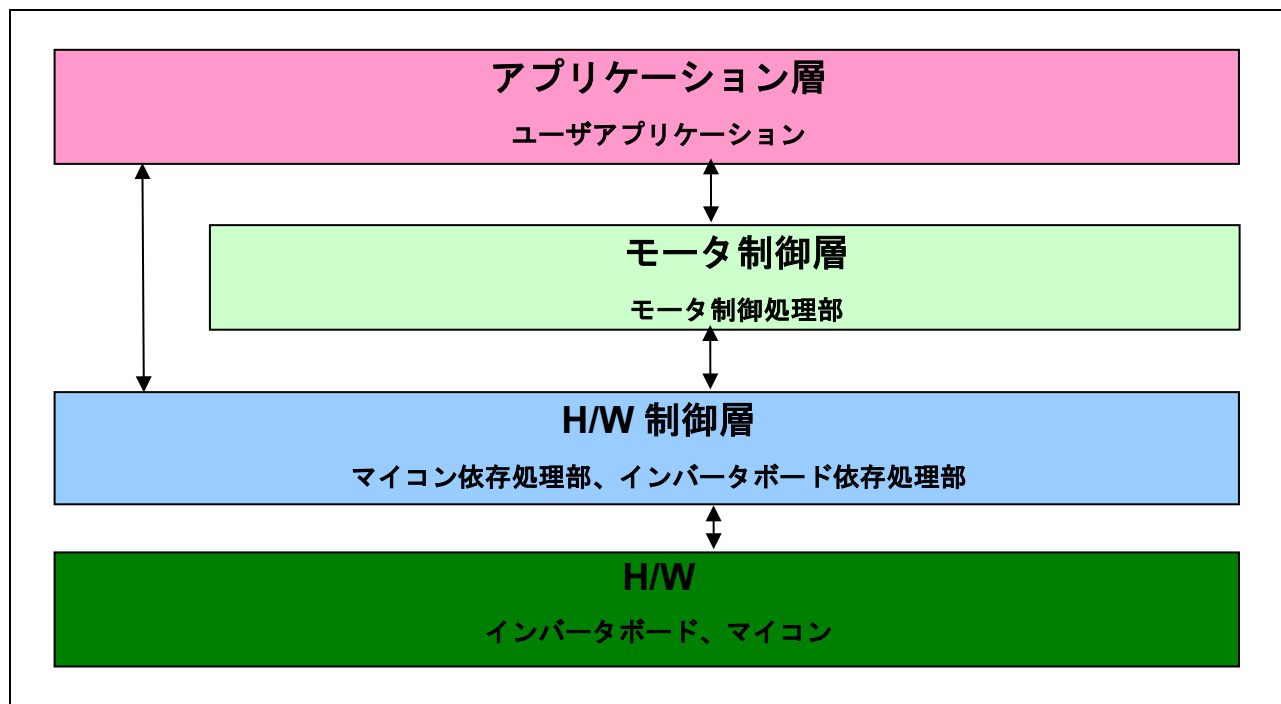 アプリケーション層
ユーザアプリケーション
モータ制御層
モータ制御処理部
H/W 制御層
マイコン依存処理部、インバータボード依存処理部
H/W
インバータボード、マイコン